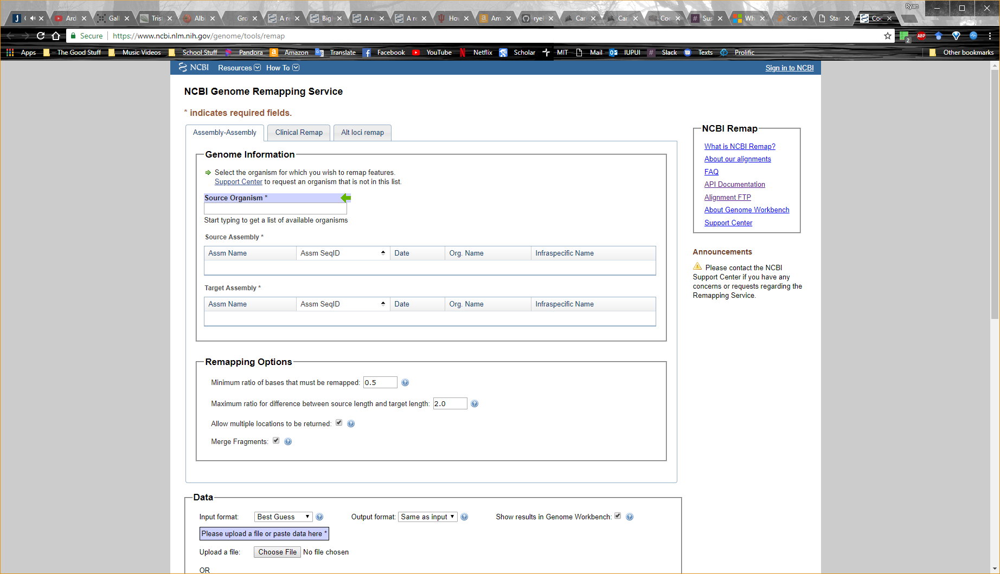 Ryan
Ard
Gall
Trist
Albi
Gro
A re
Big
A re
A re
Hov
Am
ryel
Carl
Car
Coc
Sus
Wh
Cor
Star
Coc
Secure
https://www.ncbi.nlm.nih.gov/genome/tools/remap
2
ABP
Apps
The Good Stuff
Music Videos
School Stuff
Pandora
Amazon
Translate
Facebook
YouTube
Netflix
Scholar
MIT
Mail
IUPUI
Slack
Texts
Prolific
Other bookmarks
NCBI
Resources
How To
Sign in to NCBI
NCBI Genome Remapping Service
* indicates required fields.
Assembly-Assembly
Clinical Remap
Alt loci remap
Genome Information
Select the organism for which you wish to remap features.
Support Center to request an organism that is not in this list.
Source Organism *
Start typing to get a list of available organisms
Source Assembly *
Assm Name
Assm SeqID
Date
Org. Name
Infraspecific Name
Target Assembly *
Assm Name
Assm SeqID
Date
Org. Name
Infraspecific Name
Remapping Options
Minimum ratio of bases that must be remapped: 0.5
Maximum ratio for difference between source length and target length: 2.0
Allow multiple locations to be returned:
Merge Fragments:
NCBI Remap
What is NCBI Remap?
About our alignments
FAQ
API Documentation
Alignment FTP
About Genome Workbench
Support Center
Announcements
Please contact the NCBI
Support Center if you have any
concerns or requests regarding the
Remapping Service.
Data
Input format: Best Guess
Output format: Same as input
Show results in Genome Workbench:
Please upload a file or paste data here *
Upload a file: Choose File No file chosen
OR